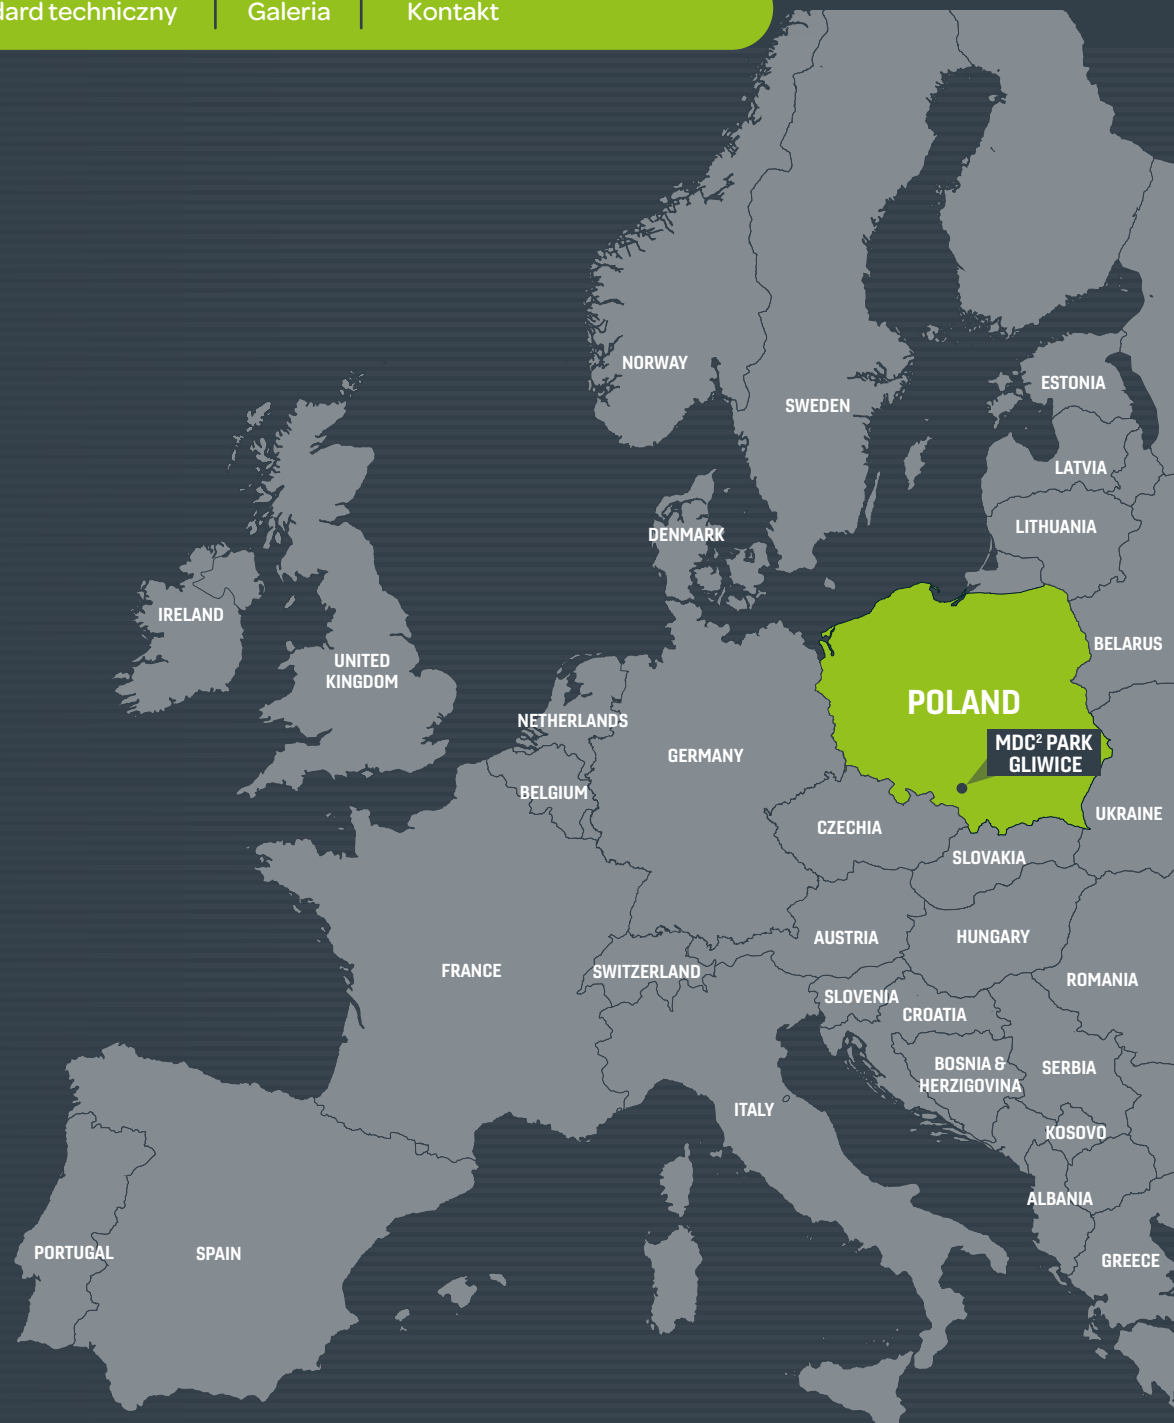 techniczny
Galeria
Kontakt
NORWAY
ESTONIA
SWEDEN
LATVIA
LITHUANIA
DENMARK
IRELAND
BELARUS
UNITED
KINGDOM
POLAND
NETHERLANDS
MDC² PARK
GLIWICE
GERMANY
BELGIUM
UKRAINE
CZECHIA
SLOVAKIA
AUSTRIA
HUNGARY
FRANCE
SWITZERLAND
ROMANIA
SLOVENIA
CROATIA
BOSNIA &
HERZIGOVINA
SERBIA
ITALY
KOSOVO
ALBANIA
PORTUGAL
SPAIN
GREECE